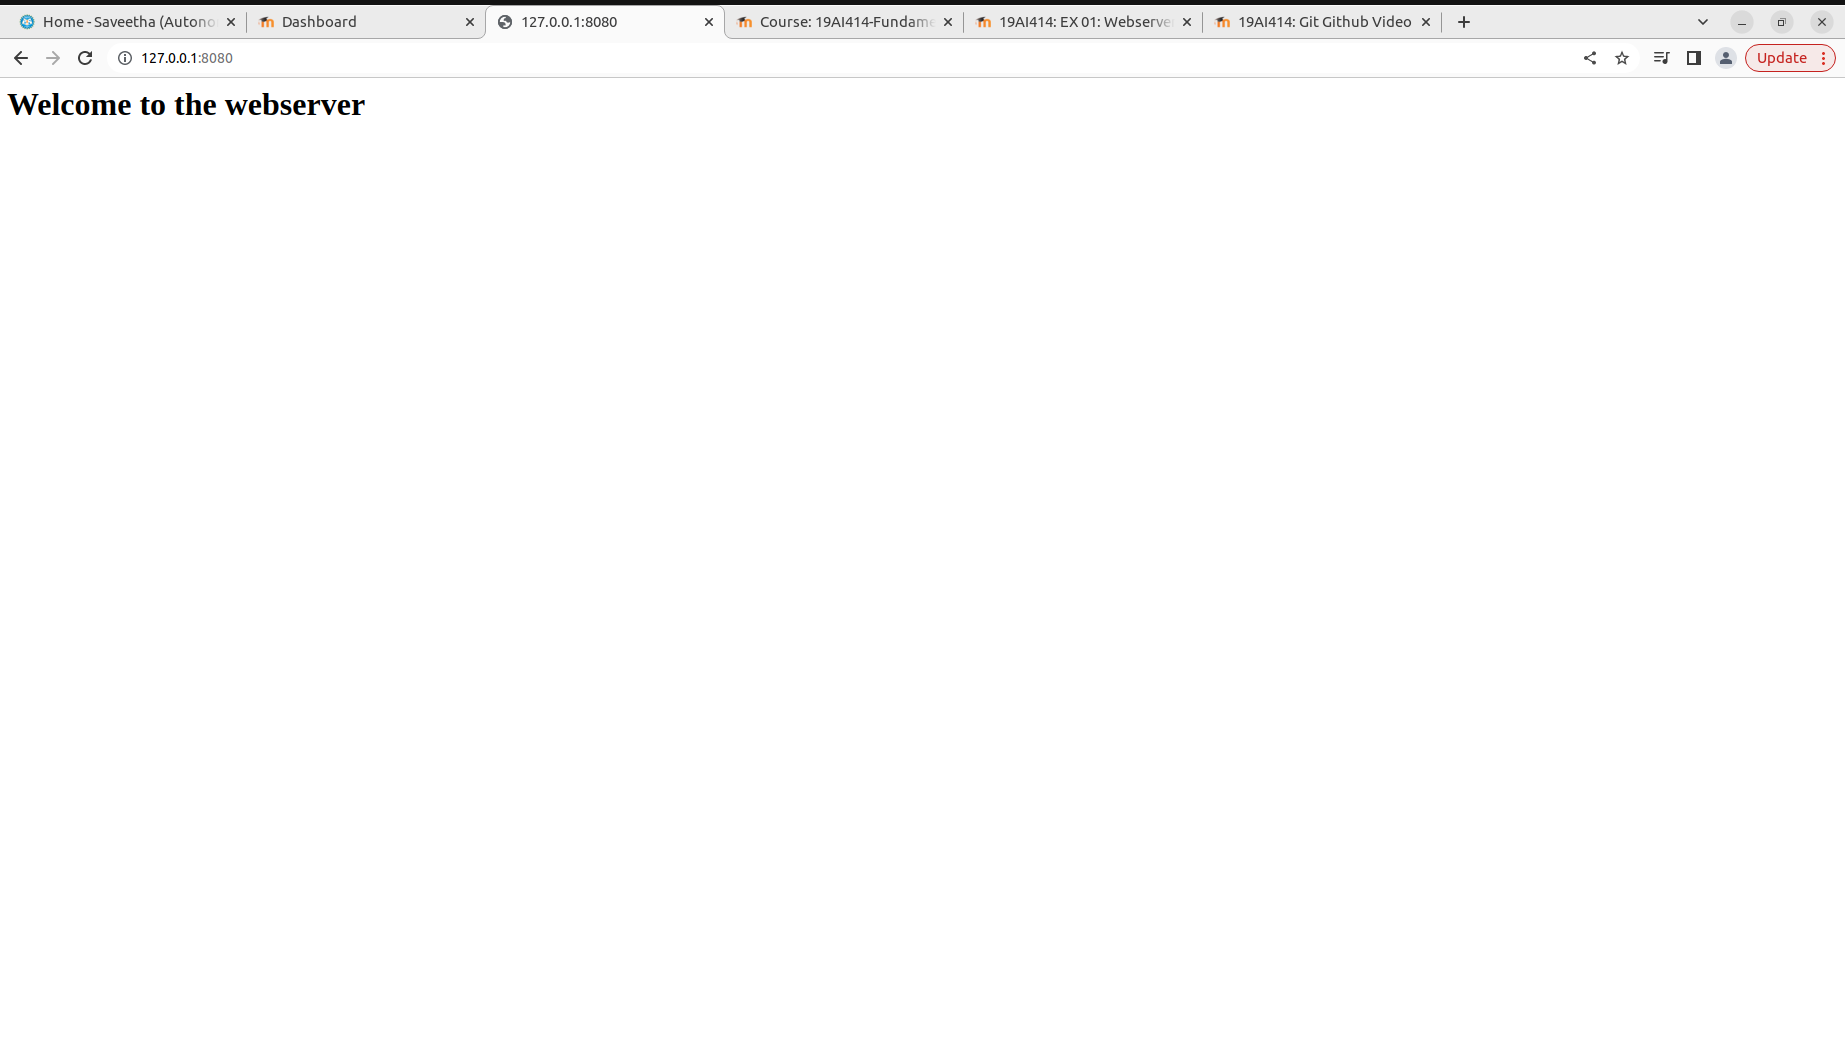 Home - Saveetha (Autono
Dashboard
127.0.0.1:8080
Course: 19AI414-Fundame
19AI414: EX 01: Webserve
19AI414: Git Github Video
127.0.0.1:8080
Update
Welcome to the webserver